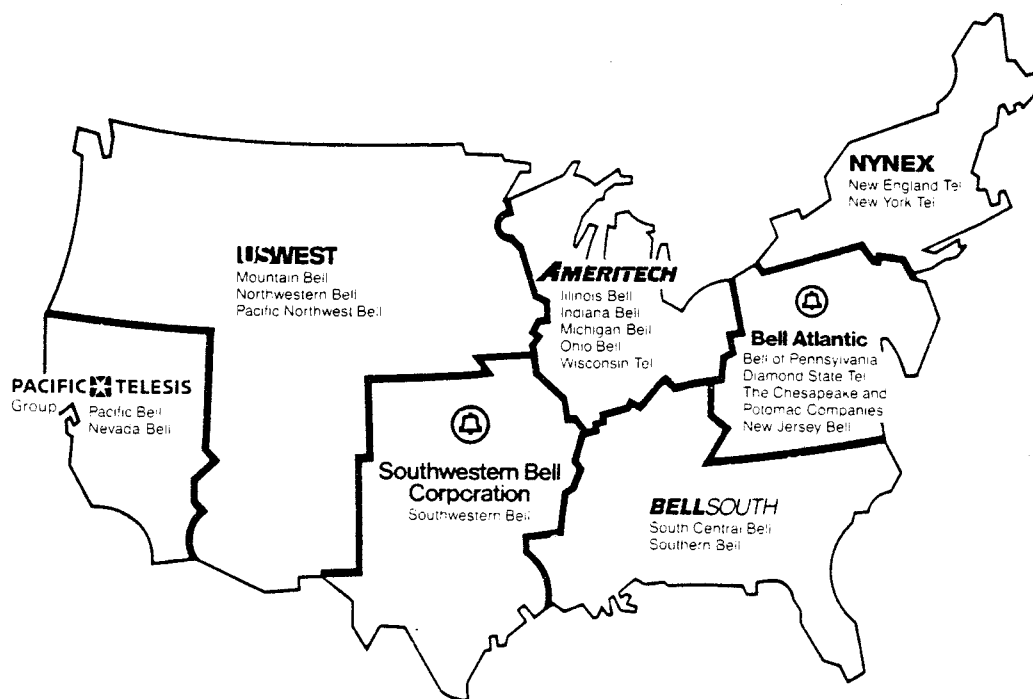 NYNEX
New England Tel
New York Tel
USWEST
Mountain Bell
Northwestern Bell
Pacific Northwest Bell
AMERITECH
Illinois Bell
Indiana Bell
Michigan Bell
Ohio Bell
Wisconsin Tel
Bell Atlantic
Bell of Pennsylvania
Diamond State Tel
The Chesapeake and
Potomac Companies
New Jersey Bell
PACIFIC TELESIS
Group
Pacific Bell
Nevada Bell
Southwestern Bell
Corporation
Southwestern Bell
BELLSOUTH
South Central Bell
Southern Bell